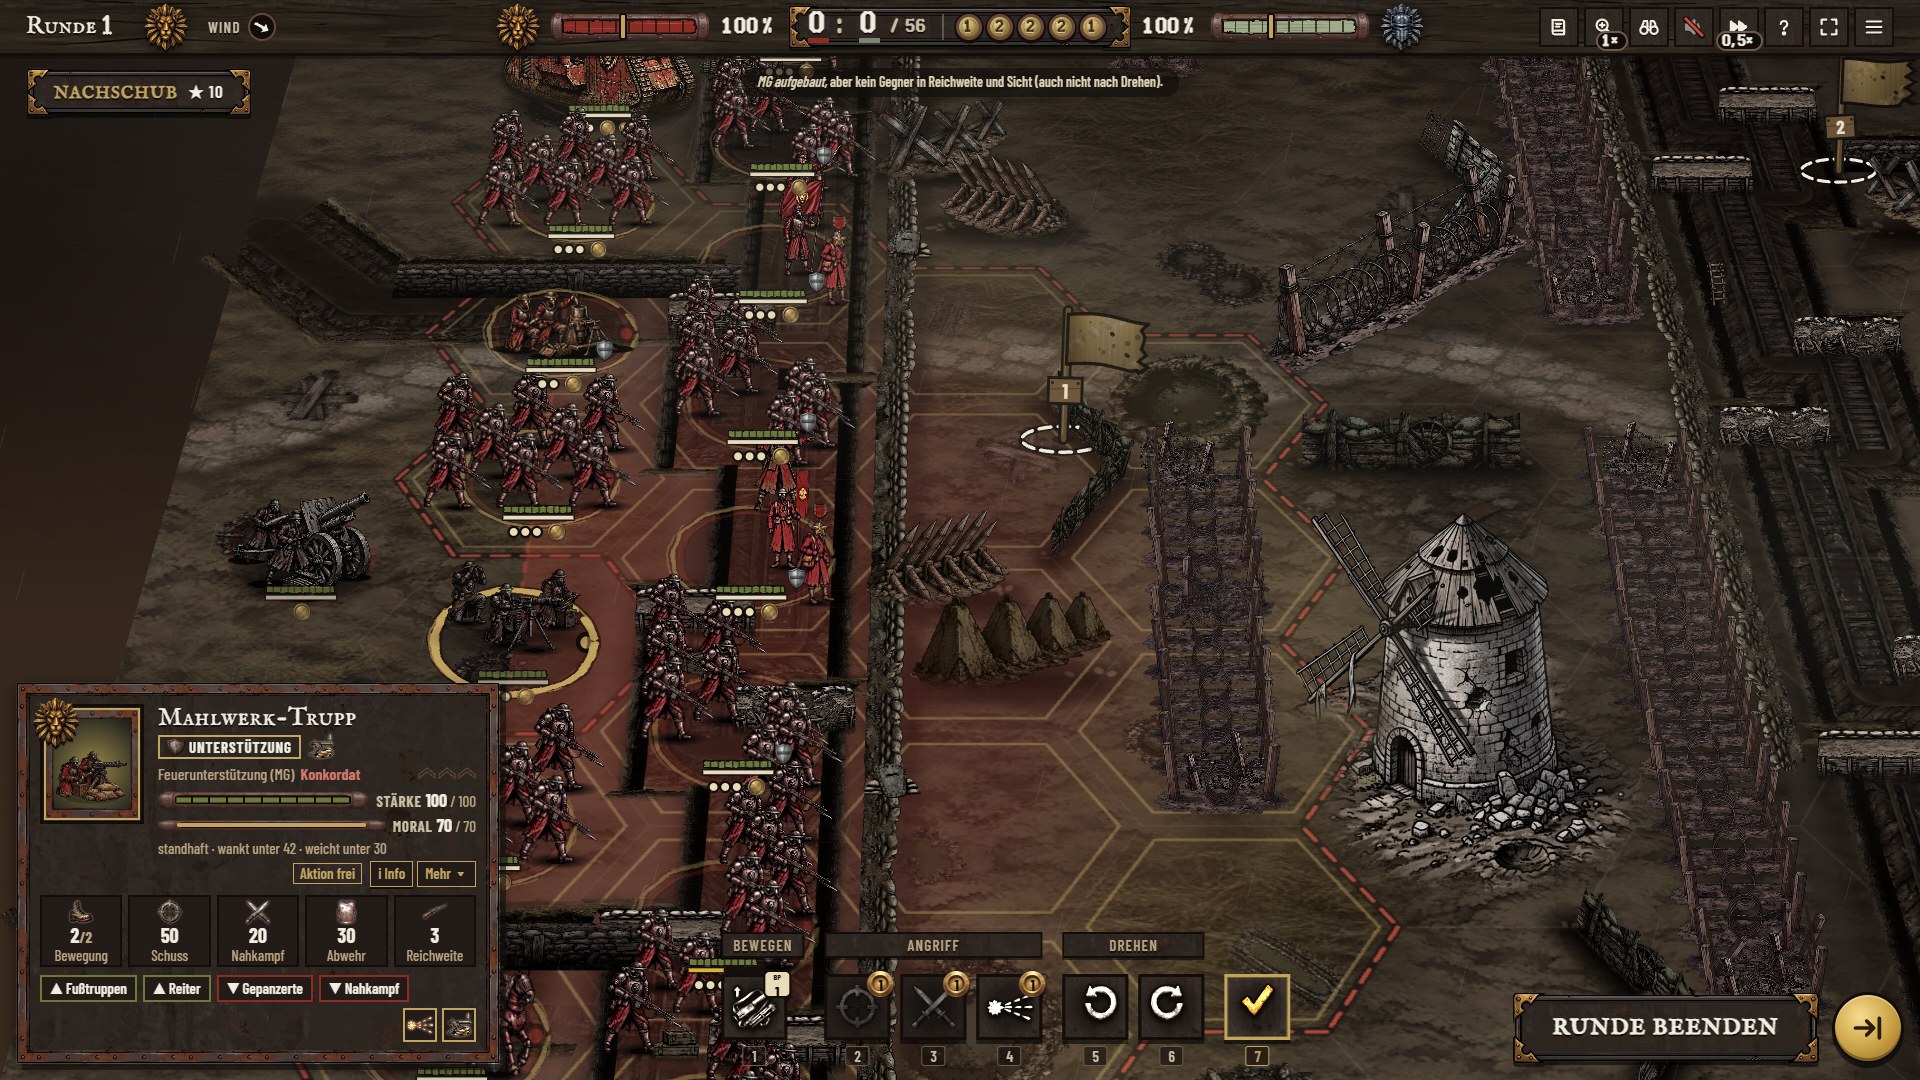 RUNDE 1
WIND
100 %
0 : 0 / 56
1 2 2 2 1
100 %
1×
0,5×
?
NACHSCHUB ★ 10
MG aufgebaut, aber kein Gegner in Reichweite und Sicht (auch nicht nach Drehen).
2
1
MAHLWERK-TRUPP
UNTERSTÜTZUNG
Feuerunterstützung (MG) Konkordat
STÄRKE 100 / 100
MORAL 70 / 70
standhaft · wankt unter 42 · weicht unter 30
Aktion frei
i Info
Mehr
2/2
Bewegung
50
Schuss
20
Nahkampf
30
Abwehr
3
Reichweite
▲ Fußtruppen
▲ Reiter
▼ Gepanzerte
▼ Nahkampf
BEWEGEN
ANGRIFF
DREHEN
BP
1
1
1
1
1
2
3
4
5
6
7
RUNDE BEENDEN